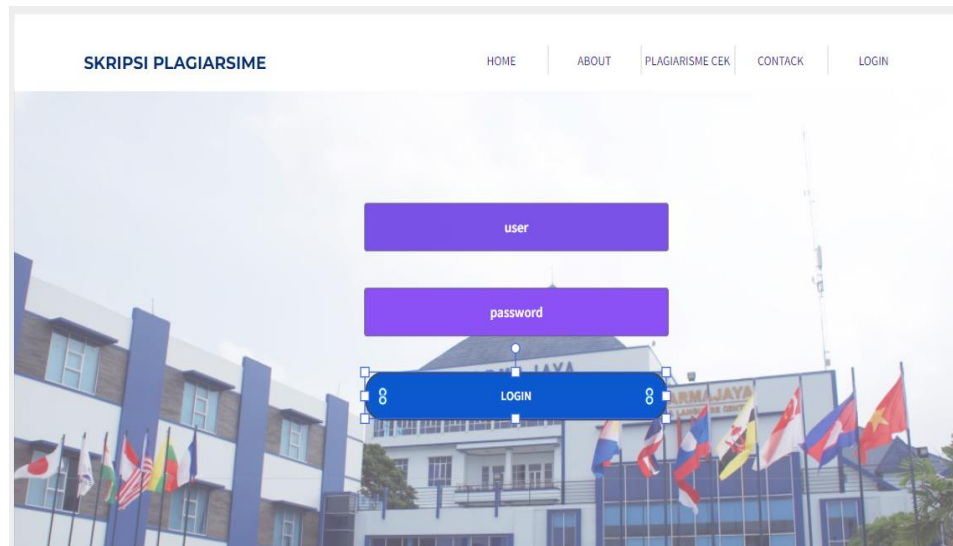 SKRIPSI PLAGIARSIME
HOME
ABOUT
PLAGIARISME CEK
CONTACK
LOGIN
user
password
LOGIN